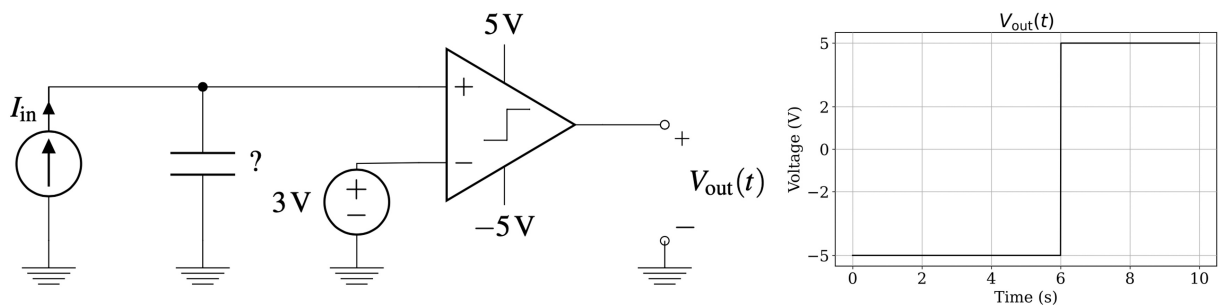 5 V
I_in
+
−
?
3 V
+
−
−5 V
+
V_out(t)
−
V_out(t)
Voltage (V)
5
2
0
−2
−5
0 2 4 6 8 10
Time (s)